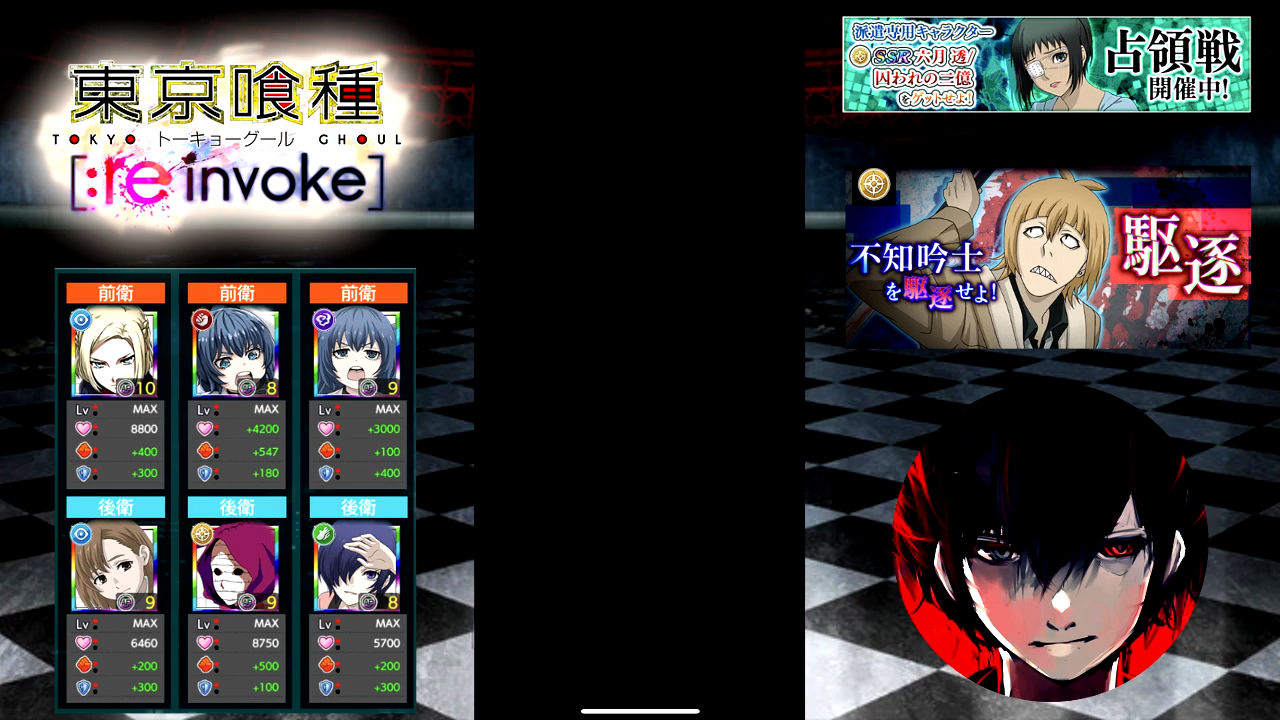 東京喰種
TOKYO トーキョーグール GHOUL
[:re invoke]
前衛 前衛 前衛
10 8 9
Lv MAX Lv MAX Lv MAX
8800 +4200 +3000
+400 +547 +100
+300 +180 +400
後衛 後衛 後衛
9 9 8
Lv MAX Lv MAX Lv MAX
6460 8750 5700
+200 +500 +200
+300 +100 +300
派遣専用キャラクター
SSR 六月 透/
囚われの二億
をゲットせよ!
占領戦
開催中!
不知吟士
を駆逐せよ!
駆逐